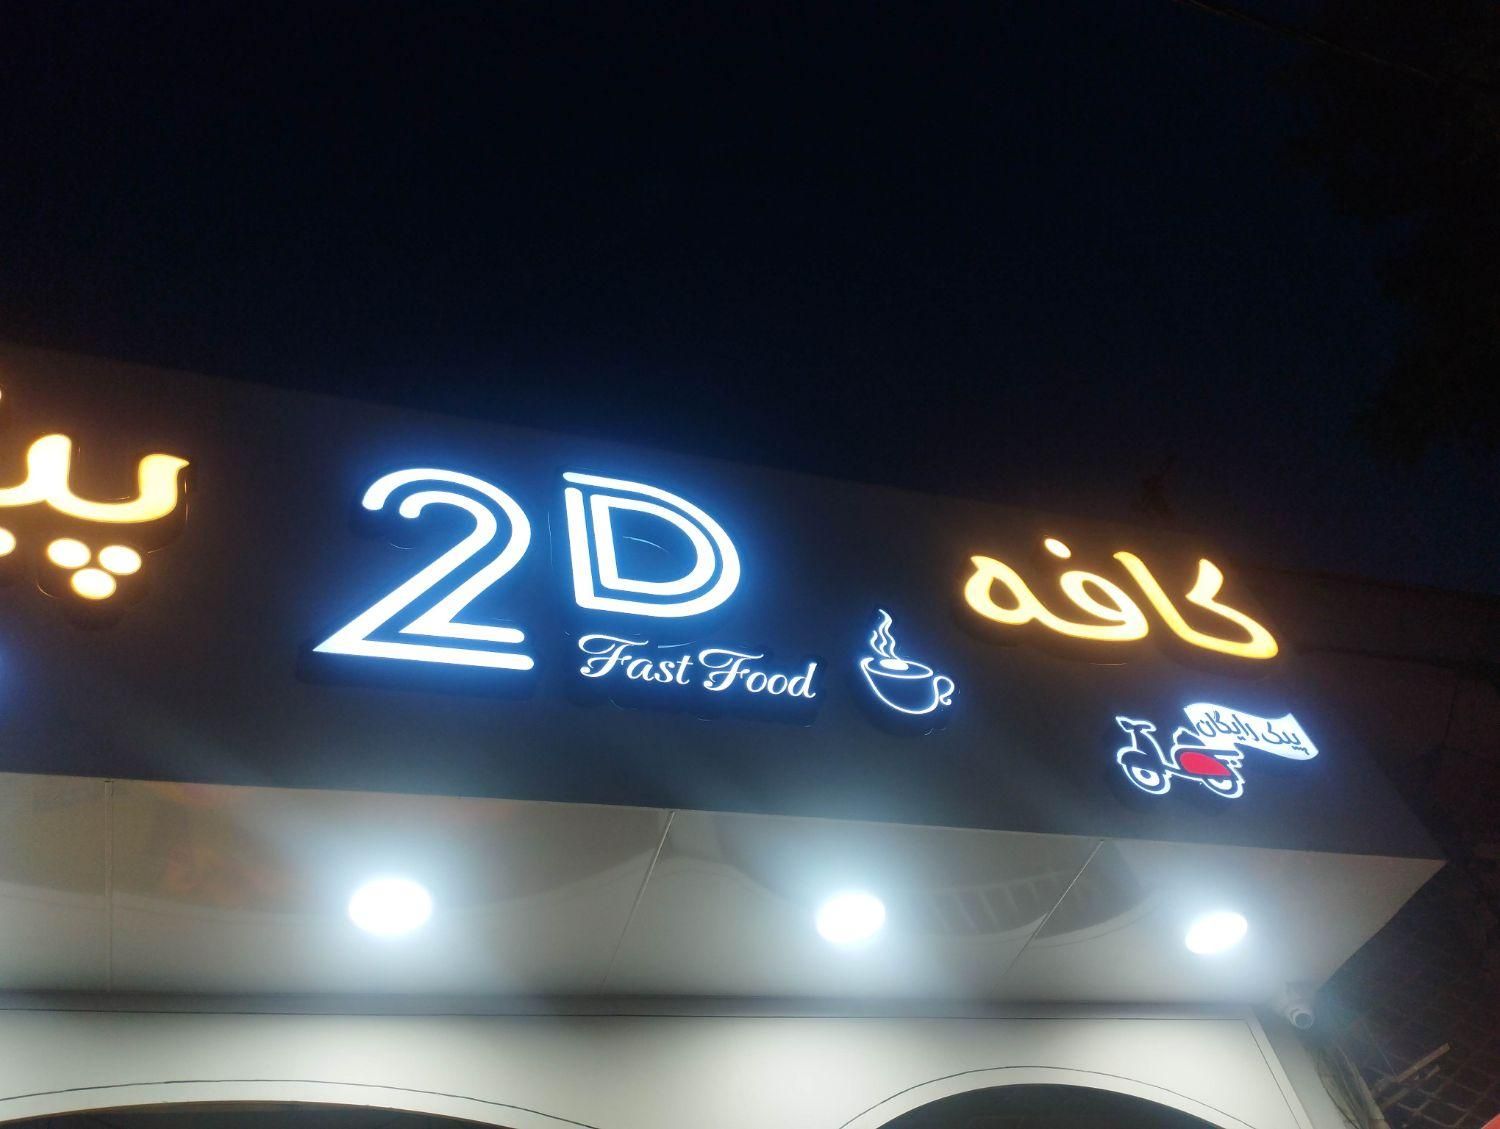 کافه
2D
Fast Food
پیک رایگان